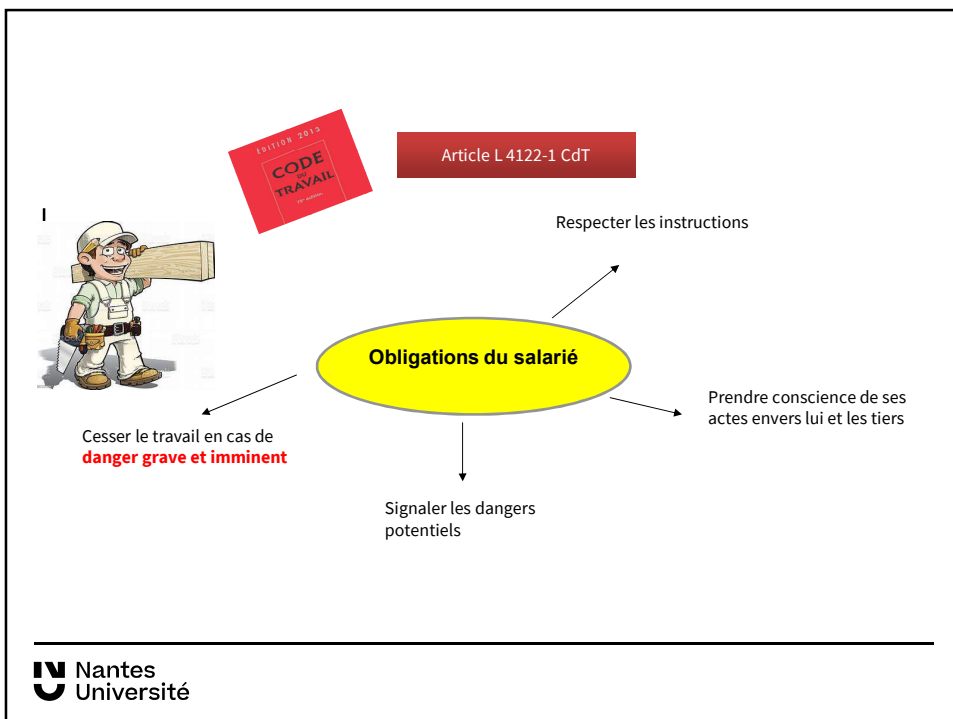 EDITION 2013
CODE
DU
TRAVAIL
Article L 4122-1 CdT
I
Respecter les instructions
Obligations du salarié
Prendre conscience de ses
actes envers lui et les tiers
Cesser le travail en cas de
danger grave et imminent
Signaler les dangers
potentiels
Nantes
Université